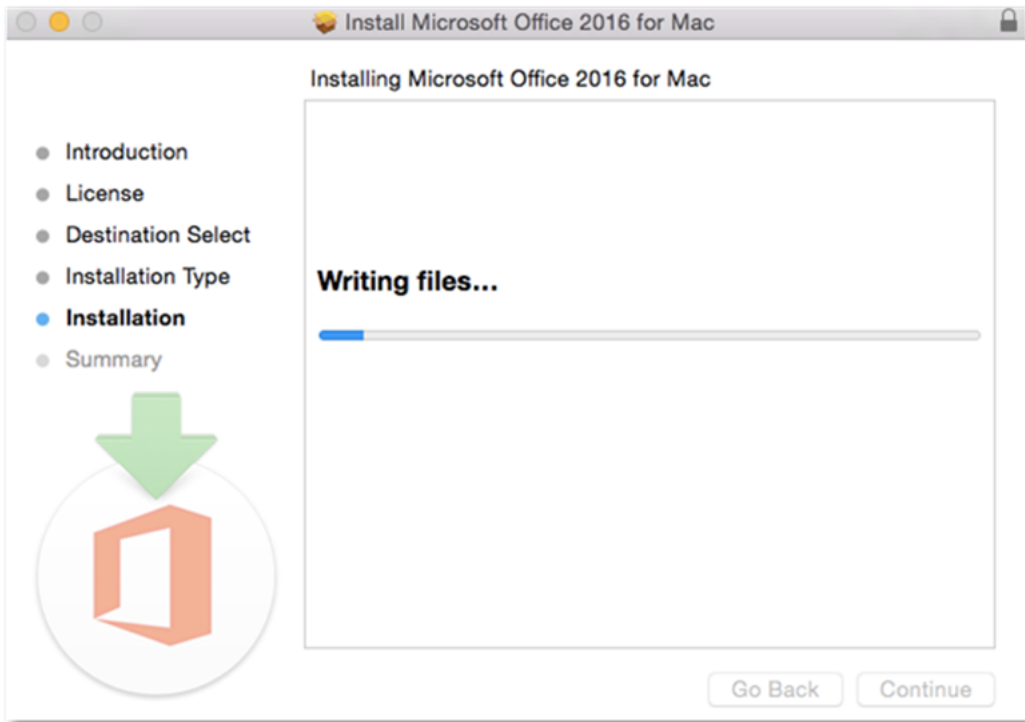 Install Microsoft Office 2016 for Mac
Installing Microsoft Office 2016 for Mac
Introduction
License
Destination Select
Installation Type
Installation
Summary
Writing files...
Go Back
Continue